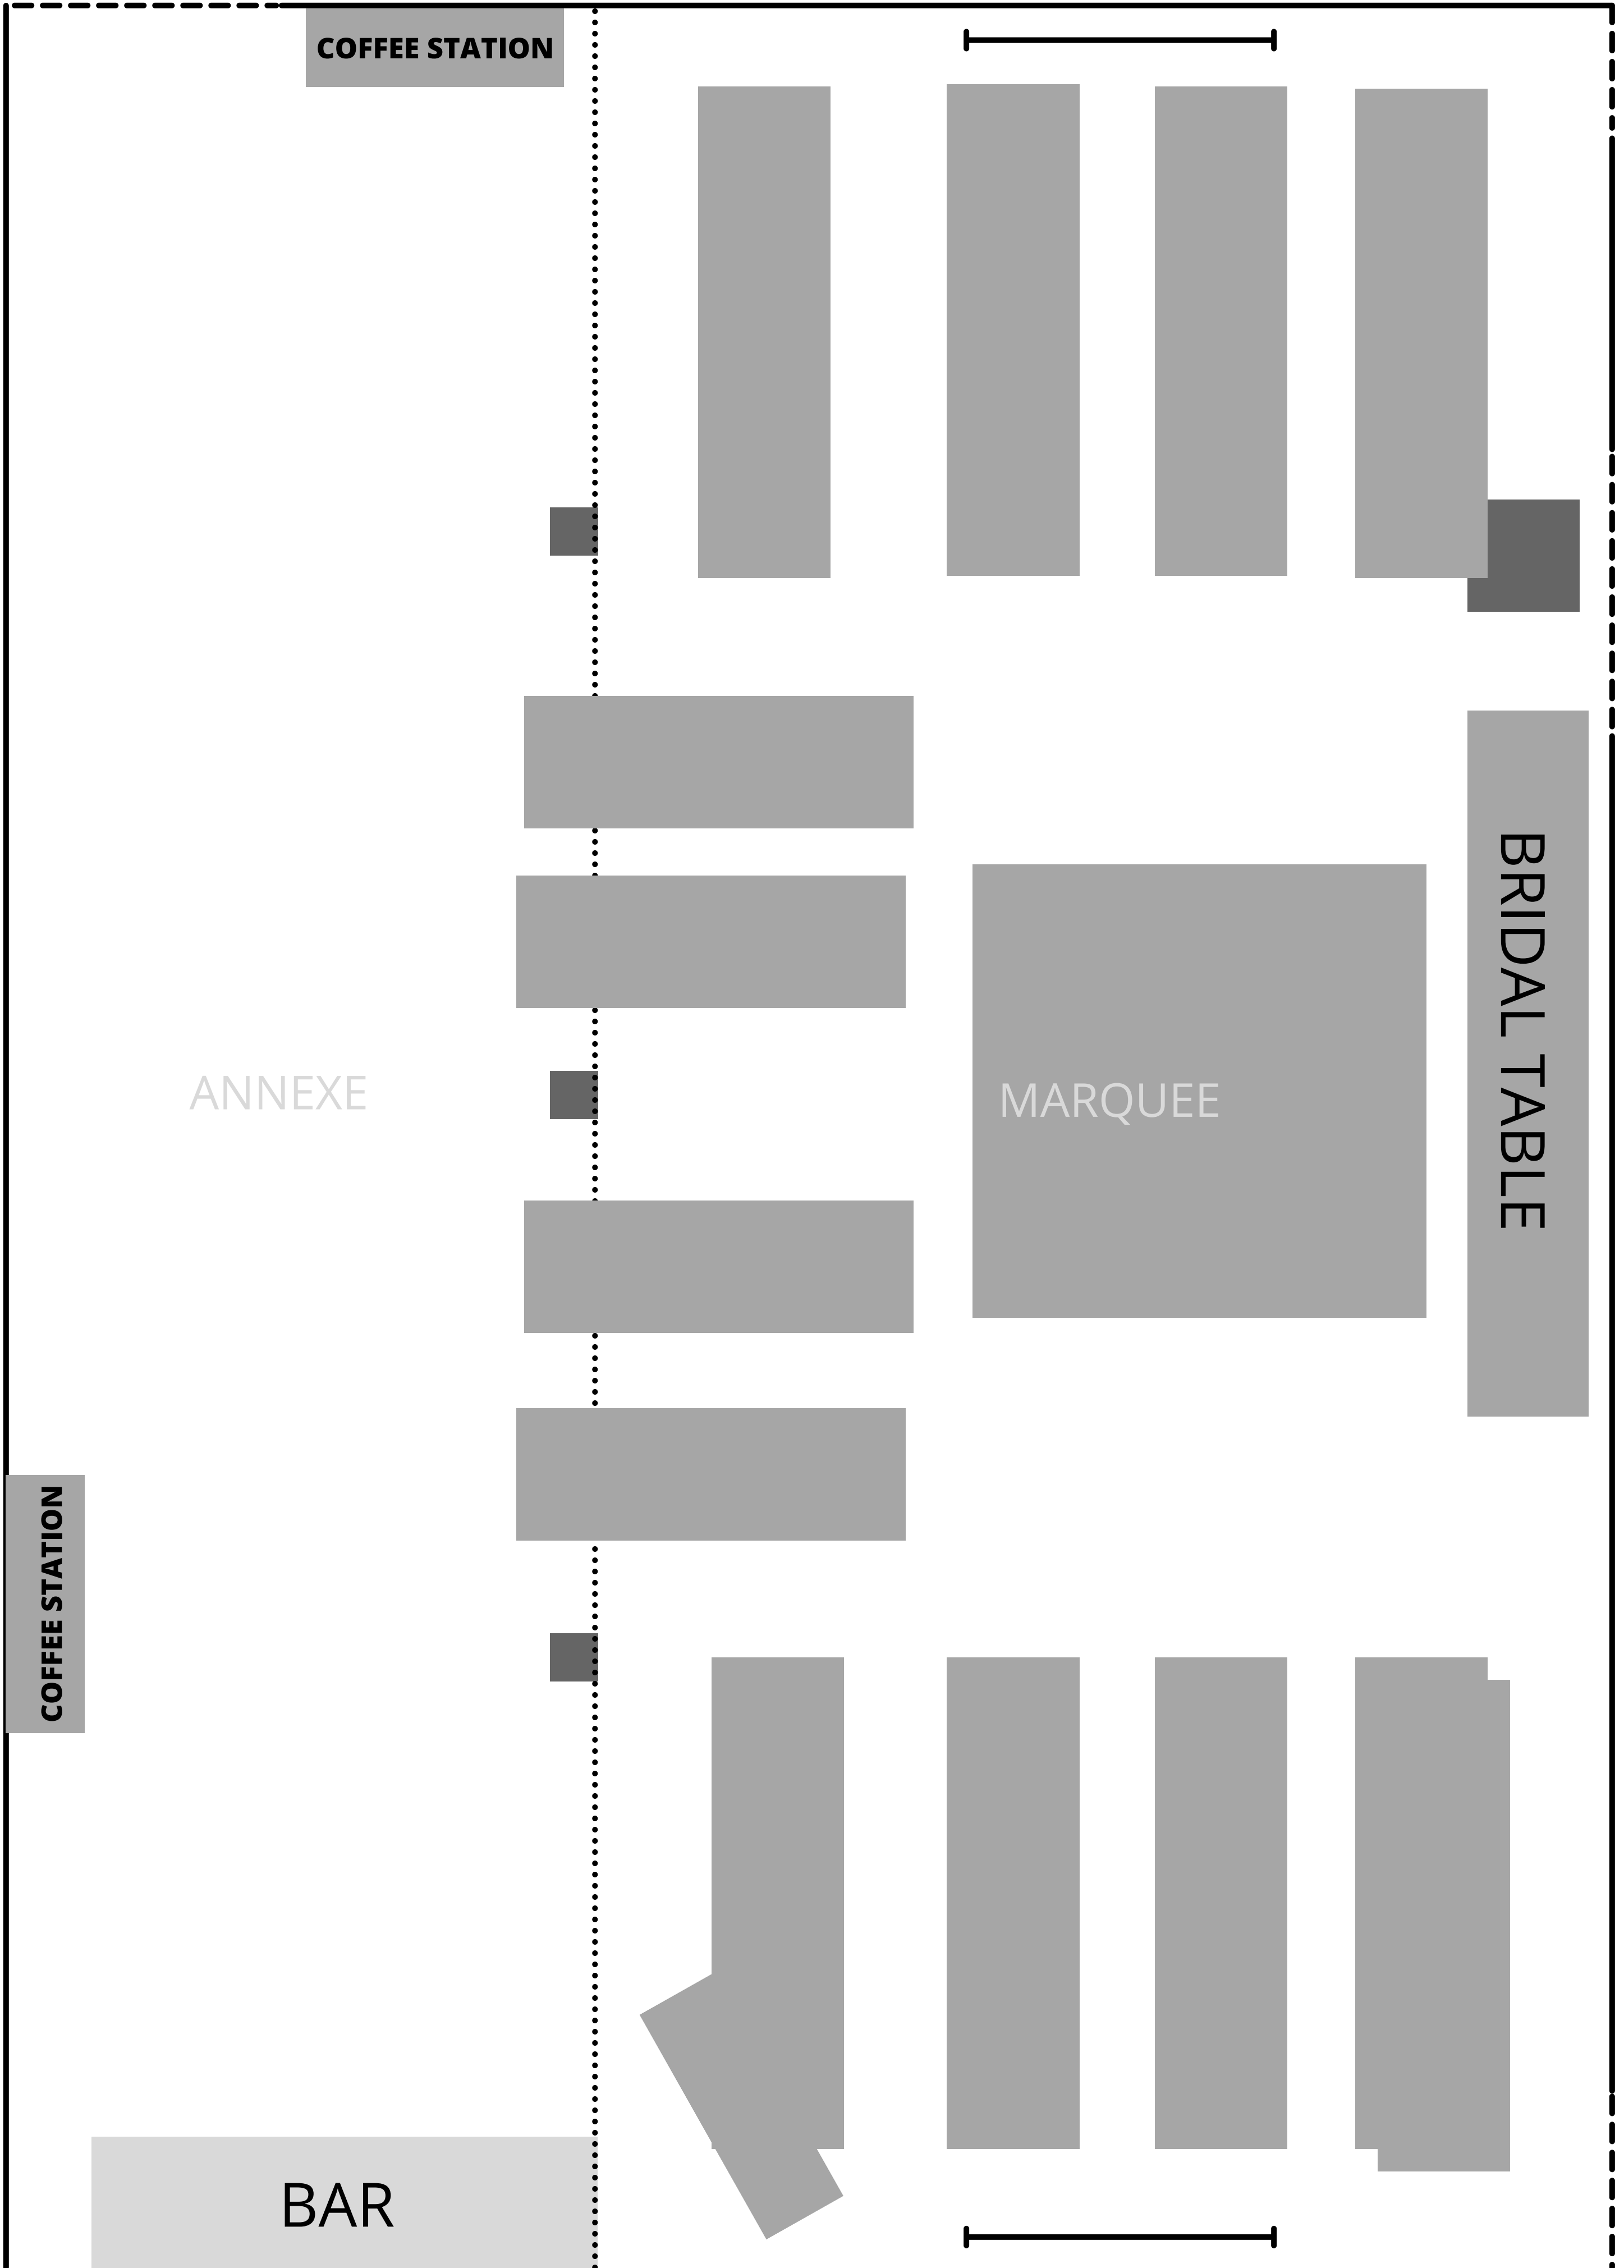 COFFEE STATION
BRIDAL TABLE
ANNEXE
MARQUEE
COFFEE STATION
BAR